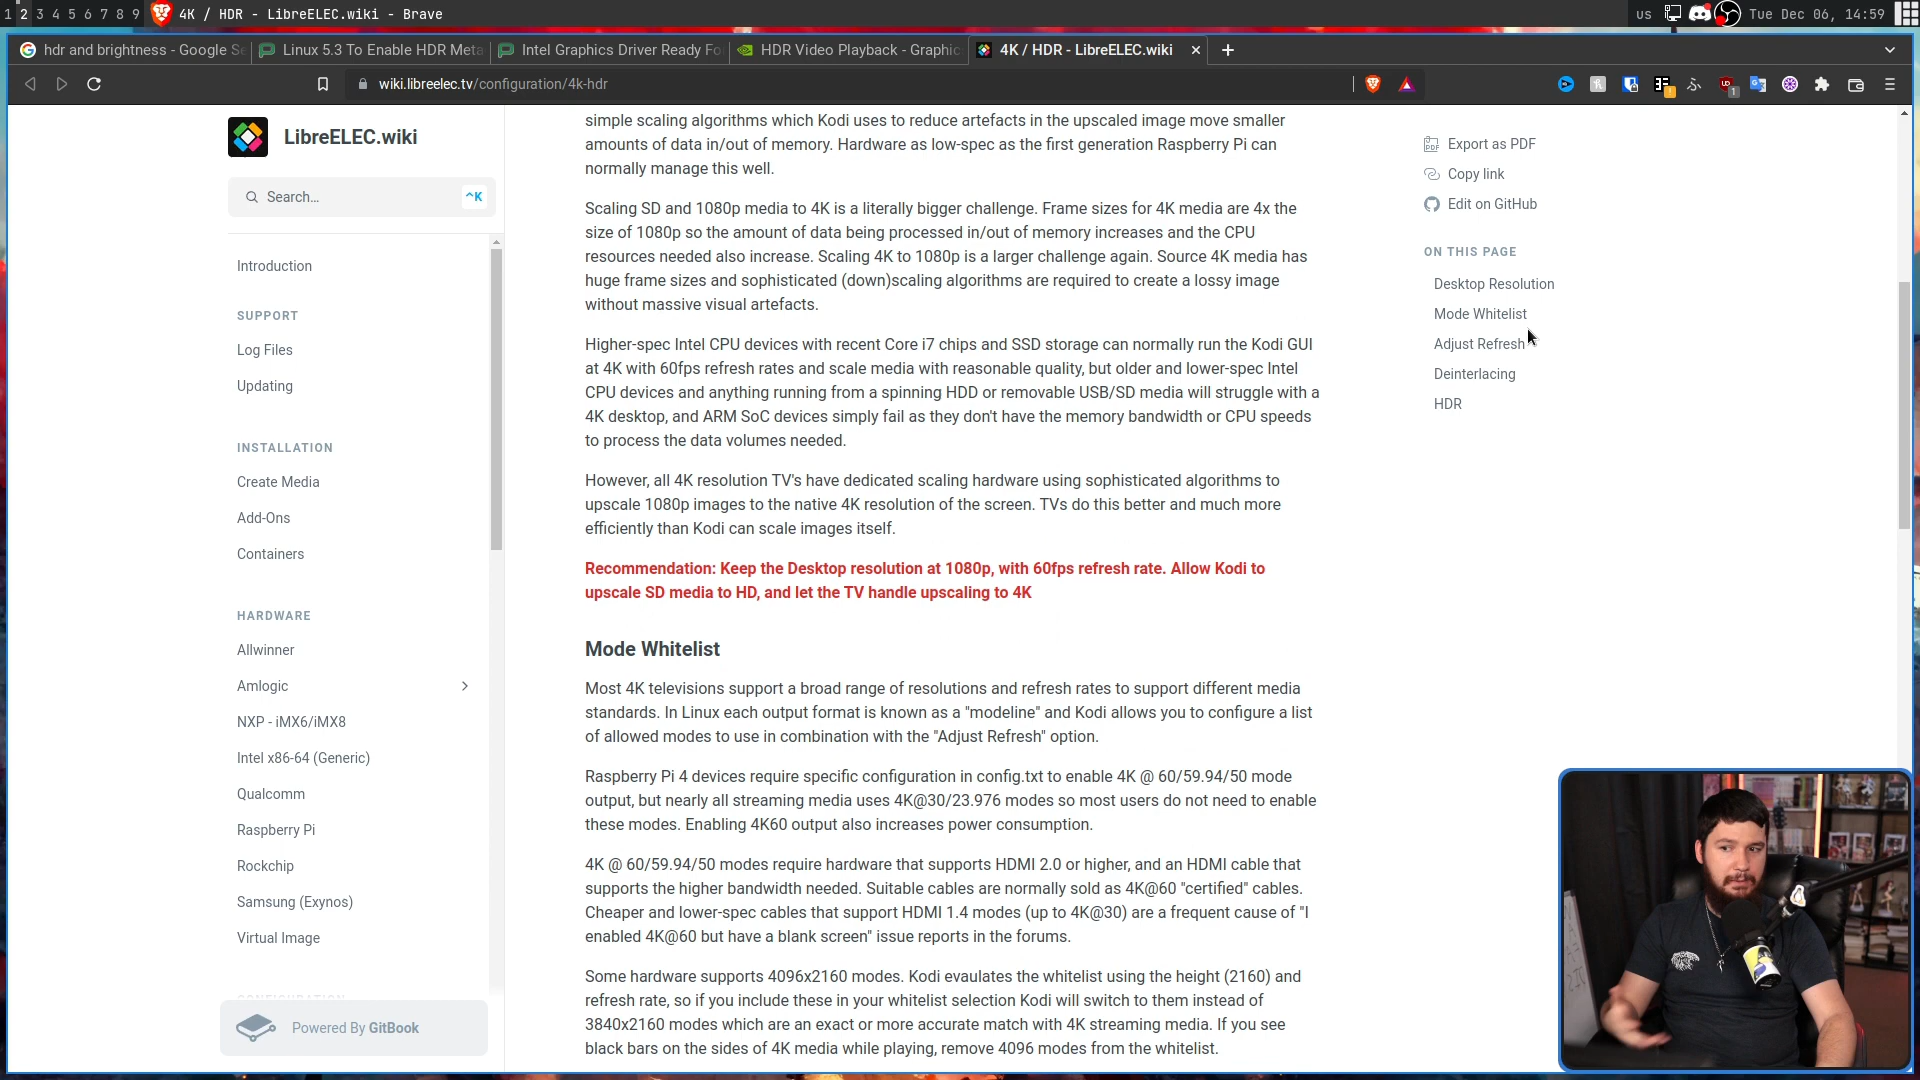 1 2 3 4 5 6 7 8 9 4K / HDR - LibreELEC.wiki - Brave us Tue Dec 06, 14:59
hdr and brightness - Google Se Linux 5.3 To Enable HDR Meta Intel Graphics Driver Ready Fo HDR Video Playback - Graphic 4K / HDR - LibreELEC.wiki
wiki.libreelec.tv/configuration/4k-hdr
LibreELEC.wiki
Search...
^K
Introduction
SUPPORT
Log Files
Updating
INSTALLATION
Create Media
Add-Ons
Containers
HARDWARE
Allwinner
Amlogic
NXP - iMX6/iMX8
Intel x86-64 (Generic)
Qualcomm
Raspberry Pi
Rockchip
Samsung (Exynos)
Virtual Image
Powered By GitBook
simple scaling algorithms which Kodi uses to reduce artefacts in the upscaled image move smaller
amounts of data in/out of memory. Hardware as low-spec as the first generation Raspberry Pi can
normally manage this well.
Scaling SD and 1080p media to 4K is a literally bigger challenge. Frame sizes for 4K media are 4x the
size of 1080p so the amount of data being processed in/out of memory increases and the CPU
resources needed also increase. Scaling 4K to 1080p is a larger challenge again. Source 4K media has
huge frame sizes and sophisticated (down)scaling algorithms are required to create a lossy image
without massive visual artefacts.
Higher-spec Intel CPU devices with recent Core i7 chips and SSD storage can normally run the Kodi GUI
at 4K with 60fps refresh rates and scale media with reasonable quality, but older and lower-spec Intel
CPU devices and anything running from a spinning HDD or removable USB/SD media will struggle with a
4K desktop, and ARM SoC devices simply fail as they don't have the memory bandwidth or CPU speeds
to process the data volumes needed.
However, all 4K resolution TV's have dedicated scaling hardware using sophisticated algorithms to
upscale 1080p images to the native 4K resolution of the screen. TVs do this better and much more
efficiently than Kodi can scale images itself.
Recommendation: Keep the Desktop resolution at 1080p, with 60fps refresh rate. Allow Kodi to
upscale SD media to HD, and let the TV handle upscaling to 4K
Mode Whitelist
Most 4K televisions support a broad range of resolutions and refresh rates to support different media
standards. In Linux each output format is known as a "modeline" and Kodi allows you to configure a list
of allowed modes to use in combination with the "Adjust Refresh" option.
Raspberry Pi 4 devices require specific configuration in config.txt to enable 4K @ 60/59.94/50 mode
output, but nearly all streaming media uses 4K@30/23.976 modes so most users do not need to enable
these modes. Enabling 4K60 output also increases power consumption.
4K @ 60/59.94/50 modes require hardware that supports HDMI 2.0 or higher, and an HDMI cable that
supports the higher bandwidth needed. Suitable cables are normally sold as 4K@60 "certified" cables.
Cheaper and lower-spec cables that support HDMI 1.4 modes (up to 4K@30) are a frequent cause of "I
enabled 4K@60 but have a blank screen" issue reports in the forums.
Some hardware supports 4096x2160 modes. Kodi evaulates the whitelist using the height (2160) and
refresh rate, so if you include these in your whitelist selection Kodi will switch to them instead of
3840x2160 modes which are an exact or more accurate match with 4K streaming media. If you see
black bars on the sides of 4K media while playing, remove 4096 modes from the whitelist.
Export as PDF
Copy link
Edit on GitHub
ON THIS PAGE
Desktop Resolution
Mode Whitelist
Adjust Refresh
Deinterlacing
HDR